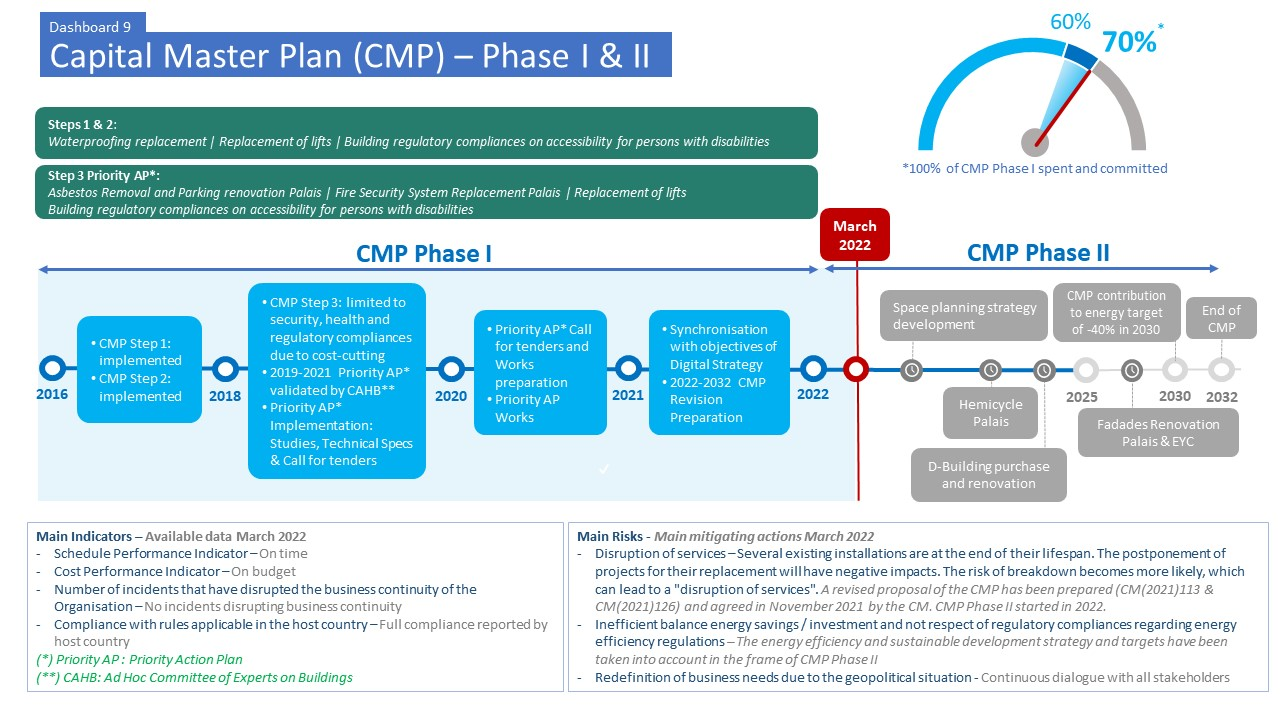 Dashboard 9
Capital Master Plan (CMP) – Phase I & II
60%
70%*
*100% of CMP Phase I spent and committed
Steps 1 & 2:
Waterproofing replacement | Replacement of lifts | Building regulatory compliances on accessibility for persons with disabilities
Step 3 Priority AP*:
Asbestos Removal and Parking renovation Palais | Fire Security System Replacement Palais | Replacement of lifts
Building regulatory compliances on accessibility for persons with disabilities
March
2022
CMP Phase I
CMP Phase II
2016
• CMP Step 1:
implemented
• CMP Step 2:
implemented
2018
• CMP Step 3: limited to
security, health and
regulatory compliances
due to cost-cutting
• 2019-2021 Priority AP*
validated by CAHB**
• Priority AP*
Implementation:
Studies, Technical Specs
& Call for tenders
2020
• Priority AP* Call
for tenders and
Works
preparation
• Priority AP
Works
2021
• Synchronisation
with objectives of
Digital Strategy
• 2022-2032 CMP
Revision
Preparation
2022
Space planning strategy
development
Hemicycle
Palais
D-Building purchase
and renovation
2025
CMP contribution
to energy target
of -40% in 2030
Fadades Renovation
Palais & EYC
2030
End of
CMP
2032
Main Indicators – Available data March 2022
- Schedule Performance Indicator – On time
- Cost Performance Indicator – On budget
- Number of incidents that have disrupted the business continuity of the
Organisation – No incidents disrupting business continuity
- Compliance with rules applicable in the host country – Full compliance reported by
host country
(*) Priority AP : Priority Action Plan
(**) CAHB: Ad Hoc Committee of Experts on Buildings
Main Risks - Main mitigating actions March 2022
- Disruption of services – Several existing installations are at the end of their lifespan. The postponement of
projects for their replacement will have negative impacts. The risk of breakdown becomes more likely, which
can lead to a "disruption of services". A revised proposal of the CMP has been prepared (CM(2021)113 &
CM(2021)126) and agreed in November 2021 by the CM. CMP Phase II started in 2022.
- Inefficient balance energy savings / investment and not respect of regulatory compliances regarding energy
efficiency regulations – The energy efficiency and sustainable development strategy and targets have been
taken into account in the frame of CMP Phase II
- Redefinition of business needs due to the geopolitical situation - Continuous dialogue with all stakeholders